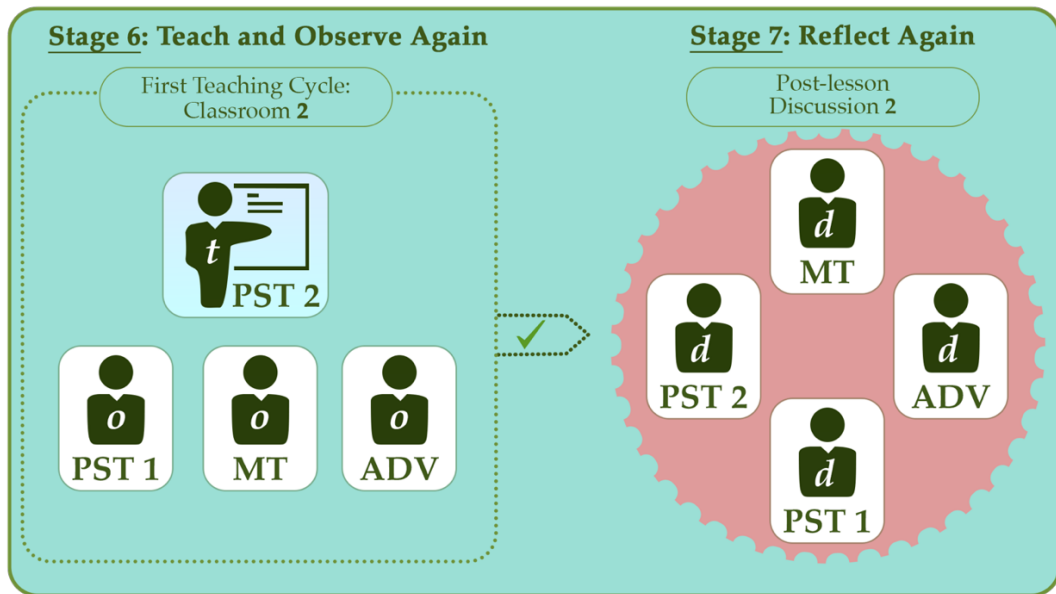 Stage 6: Teach and Observe Again
First Teaching Cycle:
Classroom 2
t
PST 2
o
PST 1
o
MT
o
ADV
Stage 7: Reflect Again
Post-lesson
Discussion 2
d
MT
d
PST 2
d
ADV
d
PST 1